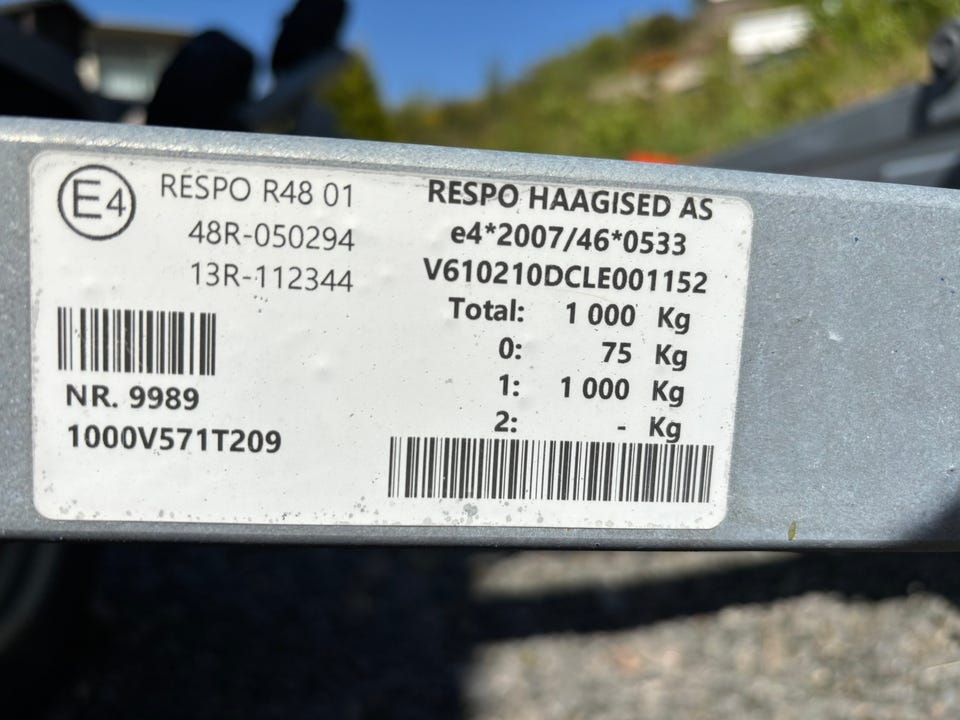 E4
RESPO R48 01
48R-050294
13R-112344
NR. 9989
1000V571T209
RESPO HAAGISED AS
e4*2007/46*0533
V610210DCLE001152
Total: 1 000 Kg
0: 75 Kg
1: 1 000 Kg
2: - Kg